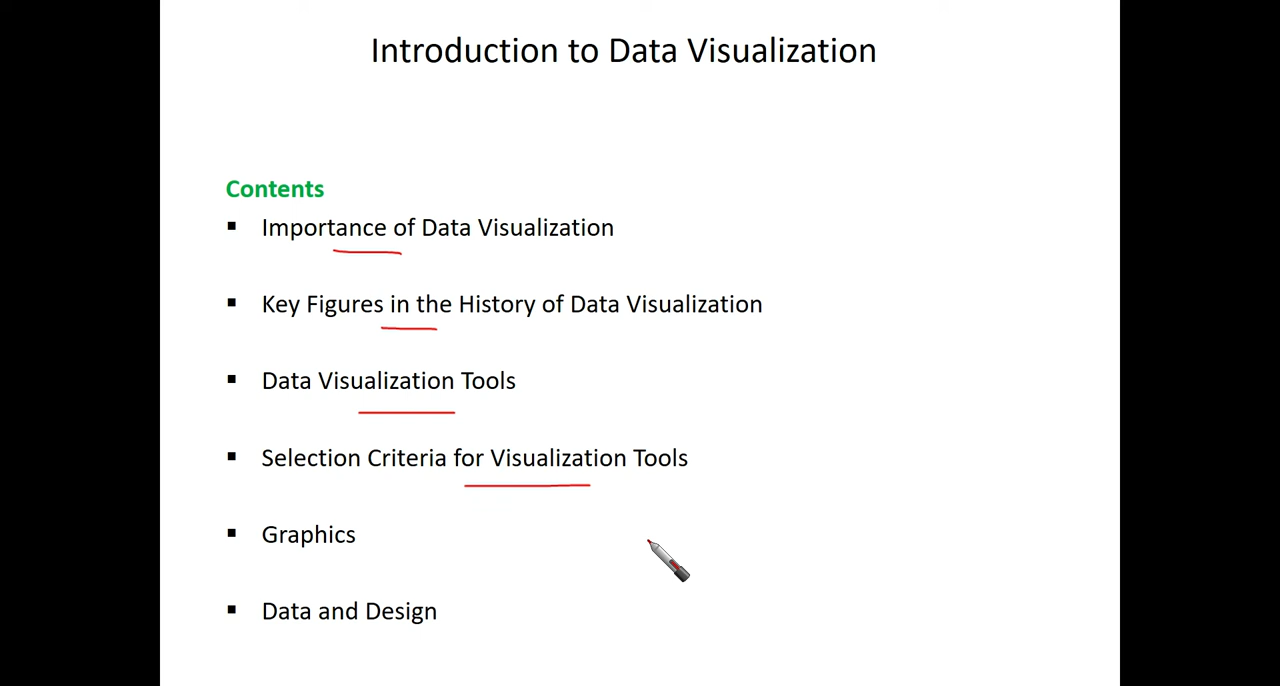 Introduction to Data Visualization
Contents
▪ Importance of Data Visualization
▪ Key Figures in the History of Data Visualization
▪ Data Visualization Tools
▪ Selection Criteria for Visualization Tools
▪ Graphics
▪ Data and Design